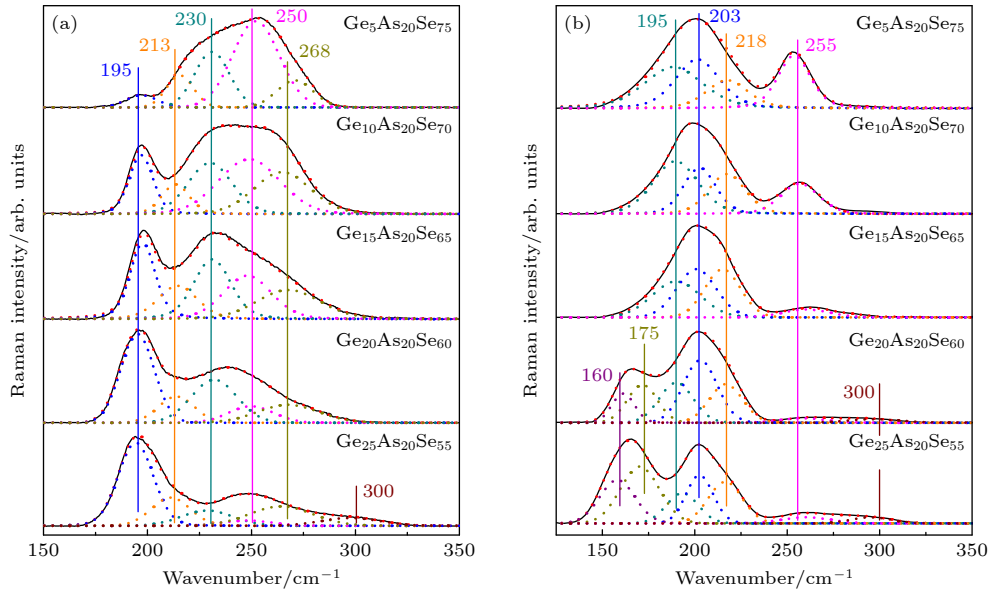 (a)
230
250
Ge₅As₂₀Se₇₅
213
268
195
Ge₁₀As₂₀Se₇₀
Ge₁₅As₂₀Se₆₅
Ge₂₀As₂₀Se₆₀
Ge₂₅As₂₀Se₅₅
300
150 200 250 300 350
Wavenumber/cm⁻¹
Raman intensity/arb. units
(b)
195
203
Ge₅As₂₀Se₇₅
218
255
Ge₁₀As₂₀Se₇₀
Ge₁₅As₂₀Se₆₅
175
Ge₂₀As₂₀Se₆₀
160
300
Ge₂₅As₂₀Se₅₅
150 200 250 300 350
Wavenumber/cm⁻¹
Raman intensity/arb. units